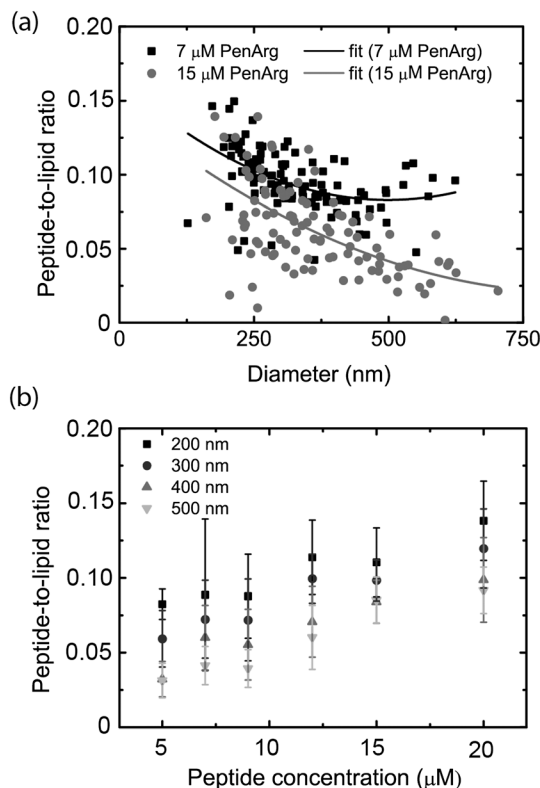 (a)
7 μM PenArg fit (7 μM PenArg)
15 μM PenArg fit (15 μM PenArg)
0.20
0.15
0.10
0.05
0
Peptide-to-lipid ratio
0 250 500 750
Diameter (nm)
(b)
200 nm
300 nm
400 nm
500 nm
0.20
0.15
0.10
0.05
0
Peptide-to-lipid ratio
5 10 15 20
Peptide concentration (μM)